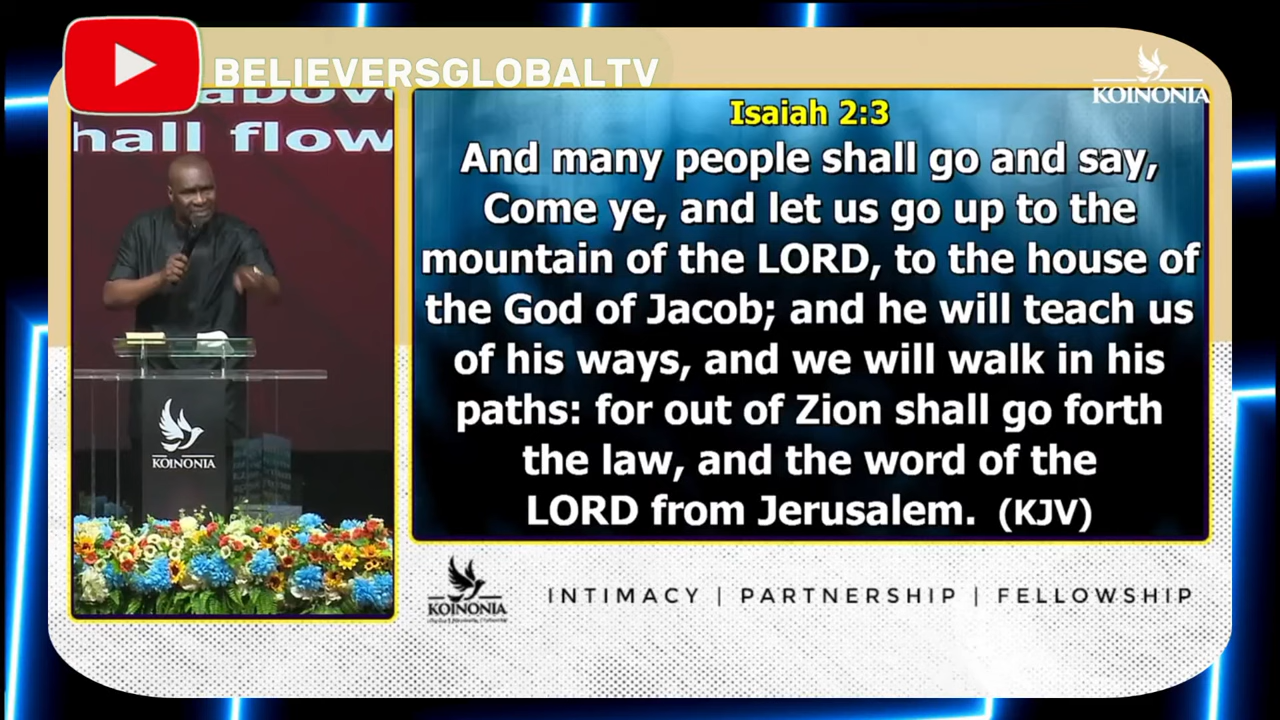 BELIEVERSGLOBALTV
KOINONIA
above
hall flow
Isaiah 2:3
And many people shall go and say,
Come ye, and let us go up to the
mountain of the LORD, to the house of
the God of Jacob; and he will teach us
of his ways, and we will walk in his
paths: for out of Zion shall go forth
the law, and the word of the
LORD from Jerusalem. (KJV)
KOINONIA
KOINONIA
INTIMACY | PARTNERSHIP | FELLOWSHIP